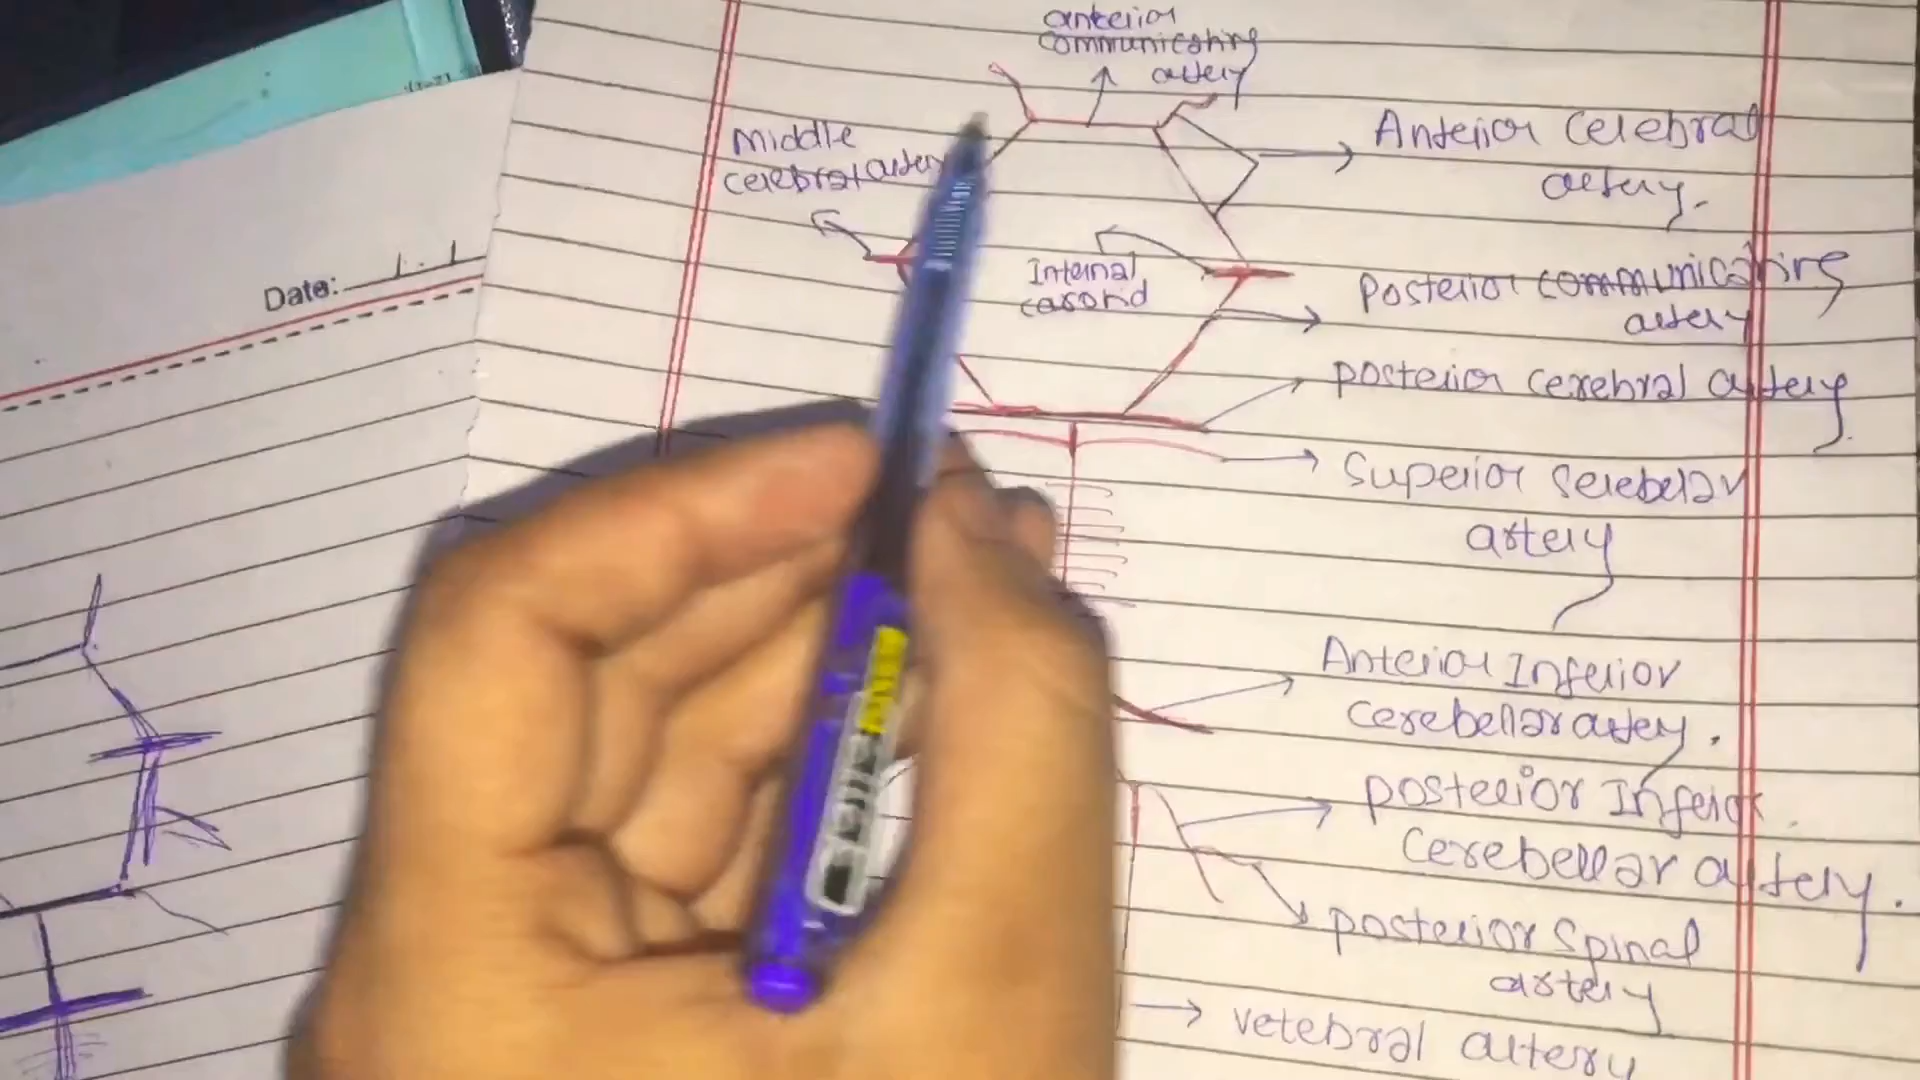 anterior
communicating
artery
Middle
cerebral artery
Anterior cerebral
artery.
Internal
carotid
Posterior communicating
artery
posterior cerebral artery
Superior Serebelar
artery
Date:
Anterior Inferior
cerebellar artery.
posterior Inferior
Cerebellar artery.
posterior Spinal
artery
vetebral artery